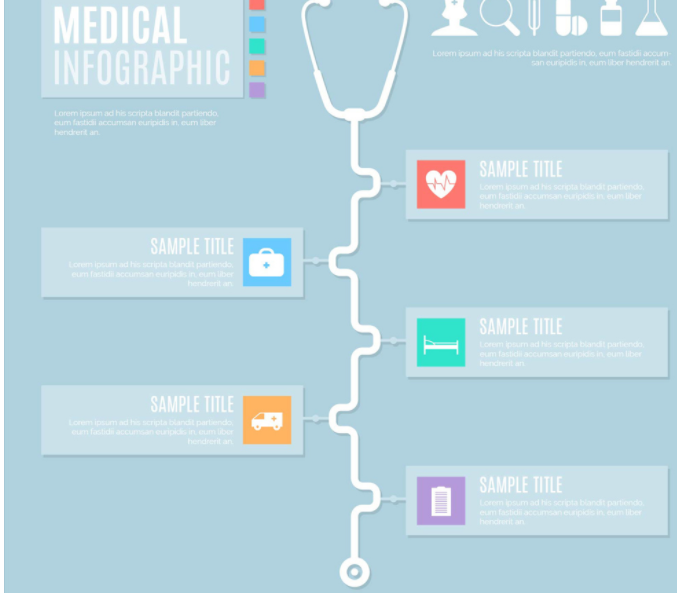 MEDICAL
INFOGRAPHIC
Lorem ipsum ad his scripta blandit partiendo,
eum fastidii accumsan euripidis in, eum liber
hendrerit an.
Lorem ipsum ad his scripta blandit partiendo, eum fastidii accum-
san euripidis in, eum liber hendrerit an.
SAMPLE TITLE
Lorem ipsum ad his scripta blandit partiendo,
eum fastidii accumsan euripidis in, eum liber
hendrerit an.
SAMPLE TITLE
Lorem ipsum ad his scripta blandit partiendo,
eum fastidii accumsan euripidis in, eum liber
hendrerit an.
SAMPLE TITLE
Lorem ipsum ad his scripta blandit partiendo,
eum fastidii accumsan euripidis in, eum liber
hendrerit an.
SAMPLE TITLE
Lorem ipsum ad his scripta blandit partiendo,
eum fastidii accumsan euripidis in, eum liber
hendrerit an.
SAMPLE TITLE
Lorem ipsum ad his scripta blandit partiendo,
eum fastidii accumsan euripidis in, eum liber
hendrerit an.